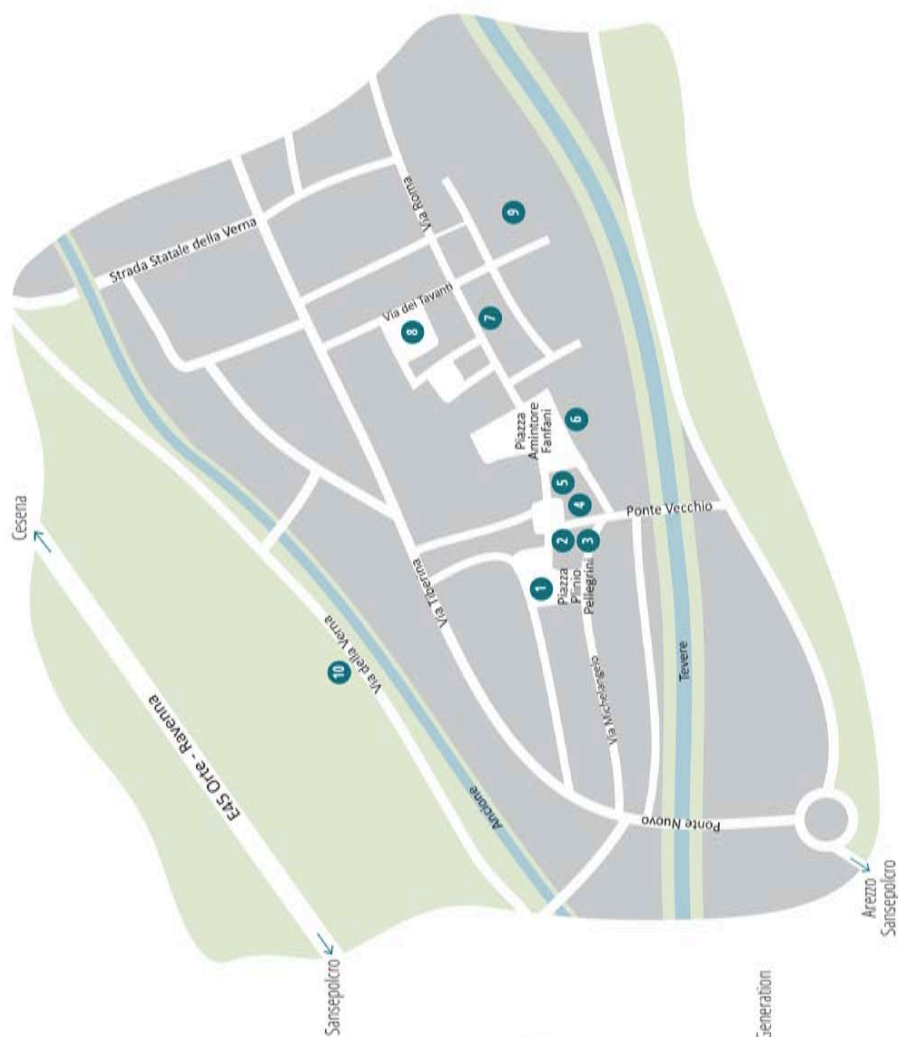 Cesena
Strada Statale della Verna
Via Roma
9
Via dei Tavanti
8
7
Piazza
Amintore
Fanfani
6
5
4
Ponte Vecchio
2
3
1
Piazza
Plinio
Pellegrini
Via Tiberina
Via della Verna
10
E45 Orte - Ravenna
Via Michelangelo
Tevere
Ancione
Ponte Nuovo
Sansepolcro
Arezzo
Sansepolcro
Generation